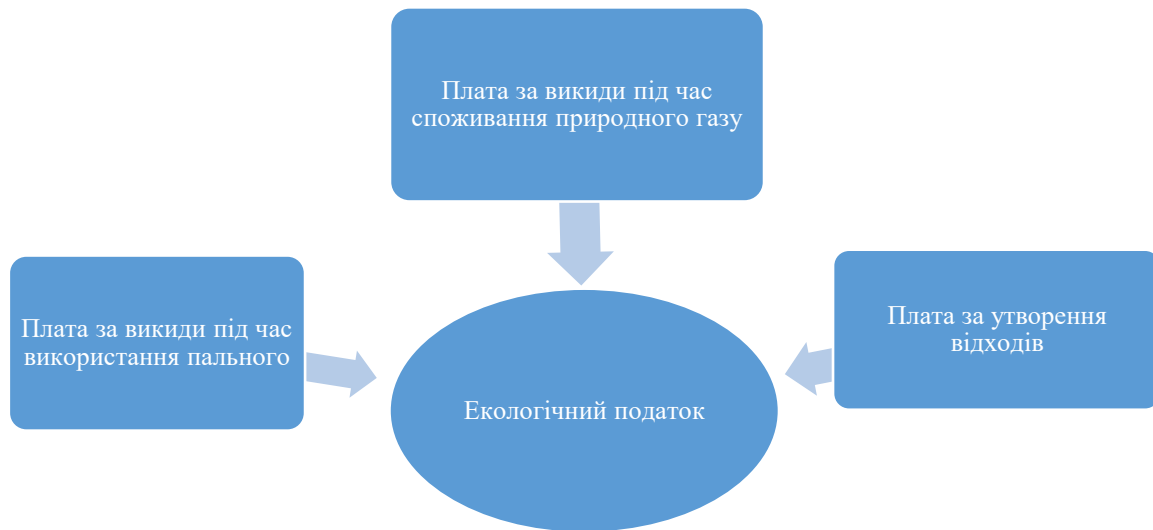 Плата за викиди під час
споживання природного газу
Плата за викиди під час
використання пального
Плата за утворення
відходів
Екологічний податок